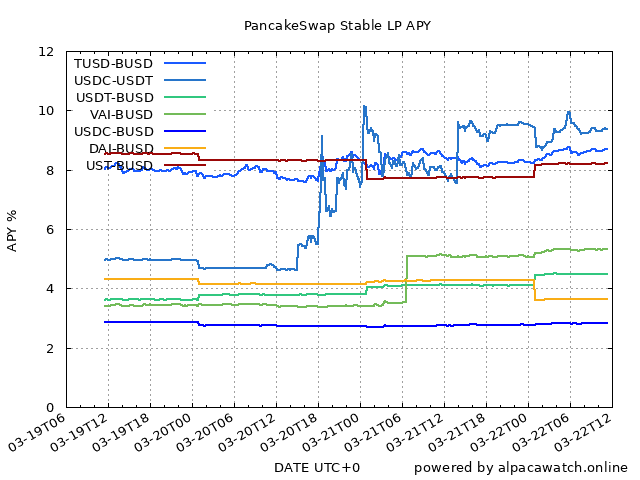 PancakeSwap Stable LP APY
12
10
8
6
4
2
0
APY %
TUSD-BUSD
USDC-USDT
USDT-BUSD
VAI-BUSD
USDC-BUSD
DAI-BUSD
UST-BUSD
03-19T06
03-19T12
03-19T18
03-20T00
03-20T06
03-20T12
03-20T18
03-21T00
03-21T06
03-21T12
03-21T18
03-22T00
03-22T06
03-22T12
DATE UTC+0
powered by alpacawatch.online